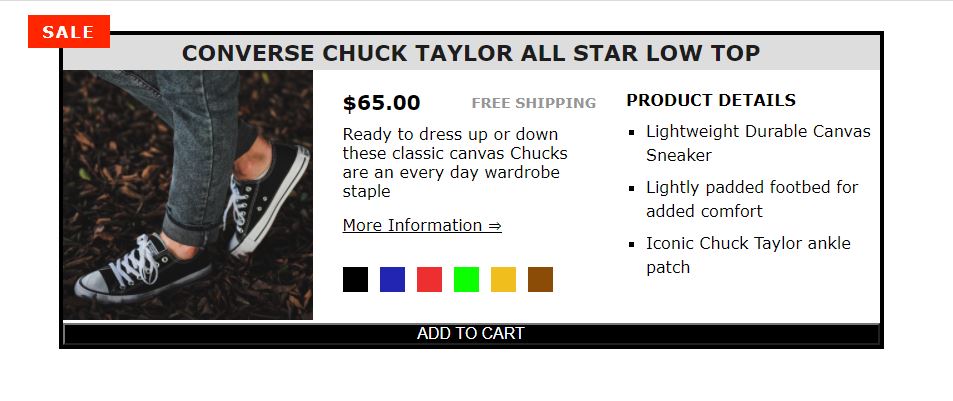 SALE
CONVERSE CHUCK TAYLOR ALL STAR LOW TOP
$65.00
FREE SHIPPING
Ready to dress up or down
these classic canvas Chucks
are an every day wardrobe
staple
More Information ⇒
PRODUCT DETAILS
Lightweight Durable Canvas
Sneaker
Lightly padded footbed for
added comfort
Iconic Chuck Taylor ankle
patch
ADD TO CART